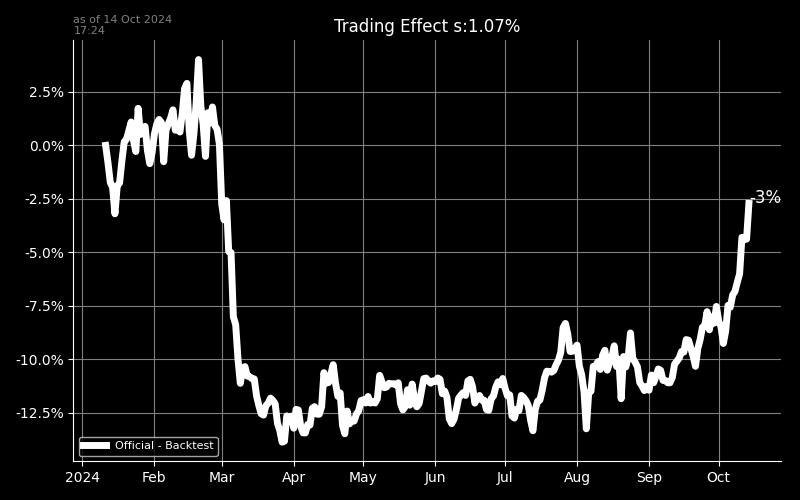 as of 14 Oct 2024
17:24
Trading Effect s:1.07%
2.5%
0.0%
-2.5%
-5.0%
-7.5%
-10.0%
-12.5%
-3%
Official - Backtest
2024 Feb Mar Apr May Jun Jul Aug Sep Oct